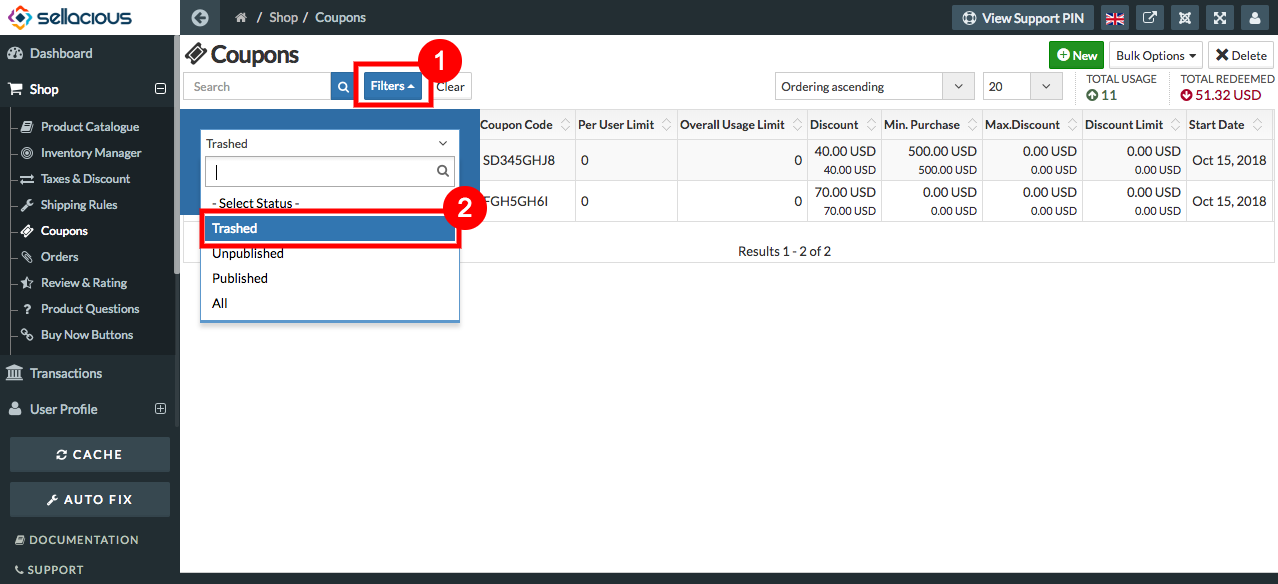 sellacious
/ Shop / Coupons
View Support PIN
Dashboard
Shop
Product Catalogue
Inventory Manager
Taxes & Discount
Shipping Rules
Coupons
Orders
Review & Rating
Product Questions
Buy Now Buttons
Transactions
User Profile
CACHE
AUTO FIX
DOCUMENTATION
SUPPORT
Coupons
New
Bulk Options
Delete
Search
Filters
1
Clear
Ordering ascending
20
TOTAL USAGE
11
TOTAL REDEEMED
51.32 USD
Trashed
- Select Status -
2
Trashed
Unpublished
Published
All
Coupon Code Per User Limit Overall Usage Limit Discount Min. Purchase Max.Discount Discount Limit Start Date
SD345GHJ8 0 0 40.00 USD 500.00 USD 0.00 USD 0.00 USD Oct 15, 2018
40.00 USD 500.00 USD 0.00 USD 0.00 USD
FGH5GH6I 0 0 70.00 USD 0.00 USD 0.00 USD 0.00 USD Oct 15, 2018
70.00 USD 0.00 USD 0.00 USD 0.00 USD
Results 1 - 2 of 2